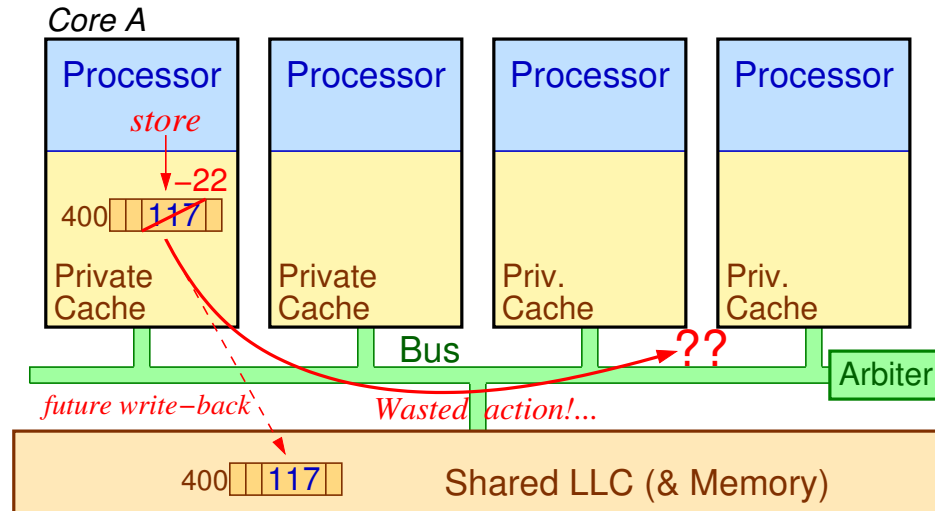 Core A
Processor
Processor
Processor
Processor
store
−22
400 117
Private
Cache
Private
Cache
Priv.
Cache
Priv.
Cache
Bus
??
Arbiter
future write−back
Wasted action!...
400 117
Shared LLC (& Memory)